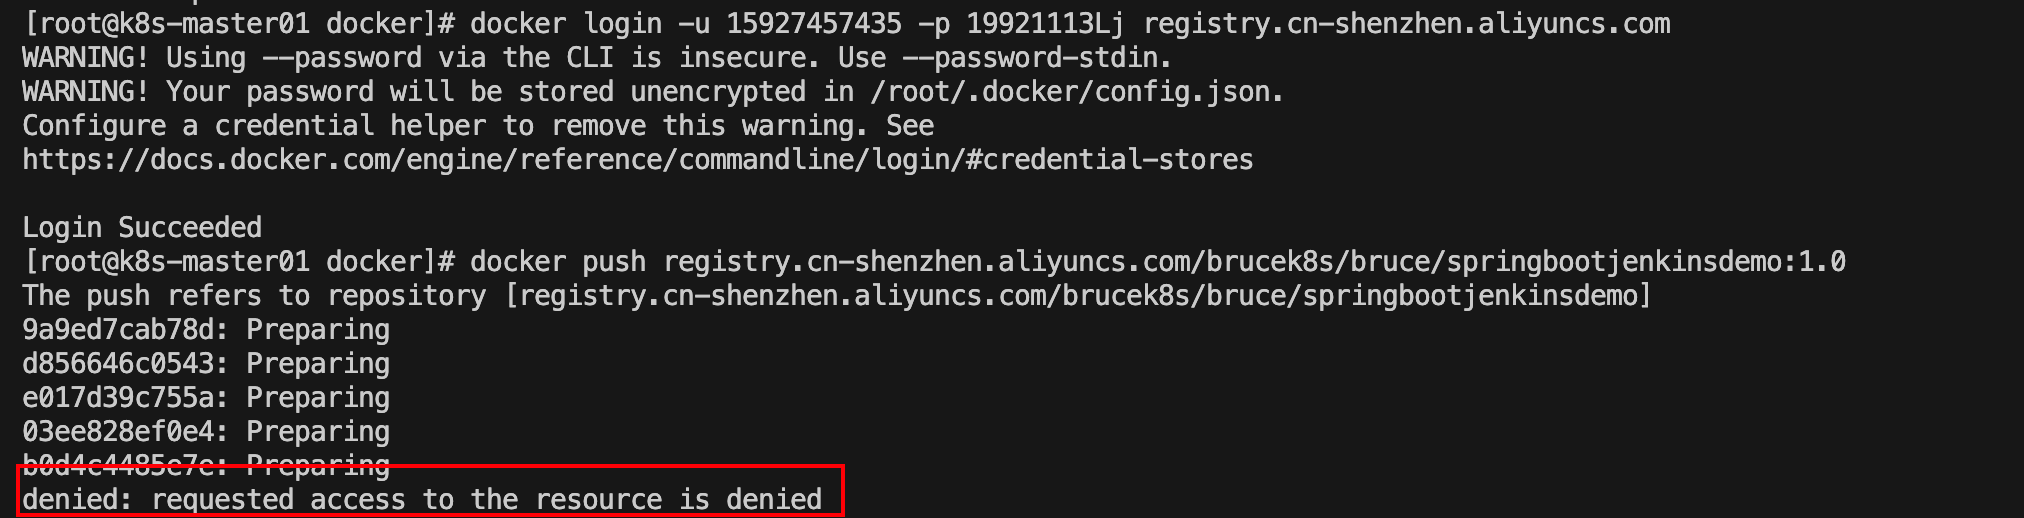 [root@k8s-master01 docker]# docker login -u 15927457435 -p 19921113Lj registry.cn-shenzhen.aliyuncs.com
WARNING! Using --password via the CLI is insecure. Use --password-stdin.
WARNING! Your password will be stored unencrypted in /root/.docker/config.json.
Configure a credential helper to remove this warning. See
https://docs.docker.com/engine/reference/commandline/login/#credential-stores
Login Succeeded
[root@k8s-master01 docker]# docker push registry.cn-shenzhen.aliyuncs.com/brucek8s/bruce/springbootjenkinsdemo:1.0
The push refers to repository [registry.cn-shenzhen.aliyuncs.com/brucek8s/bruce/springbootjenkinsdemo]
9a9ed7cab78d: Preparing
d856646c0543: Preparing
e017d39c755a: Preparing
03ee828ef0e4: Preparing
b0d4c4485e7e: Preparing
denied: requested access to the resource is denied